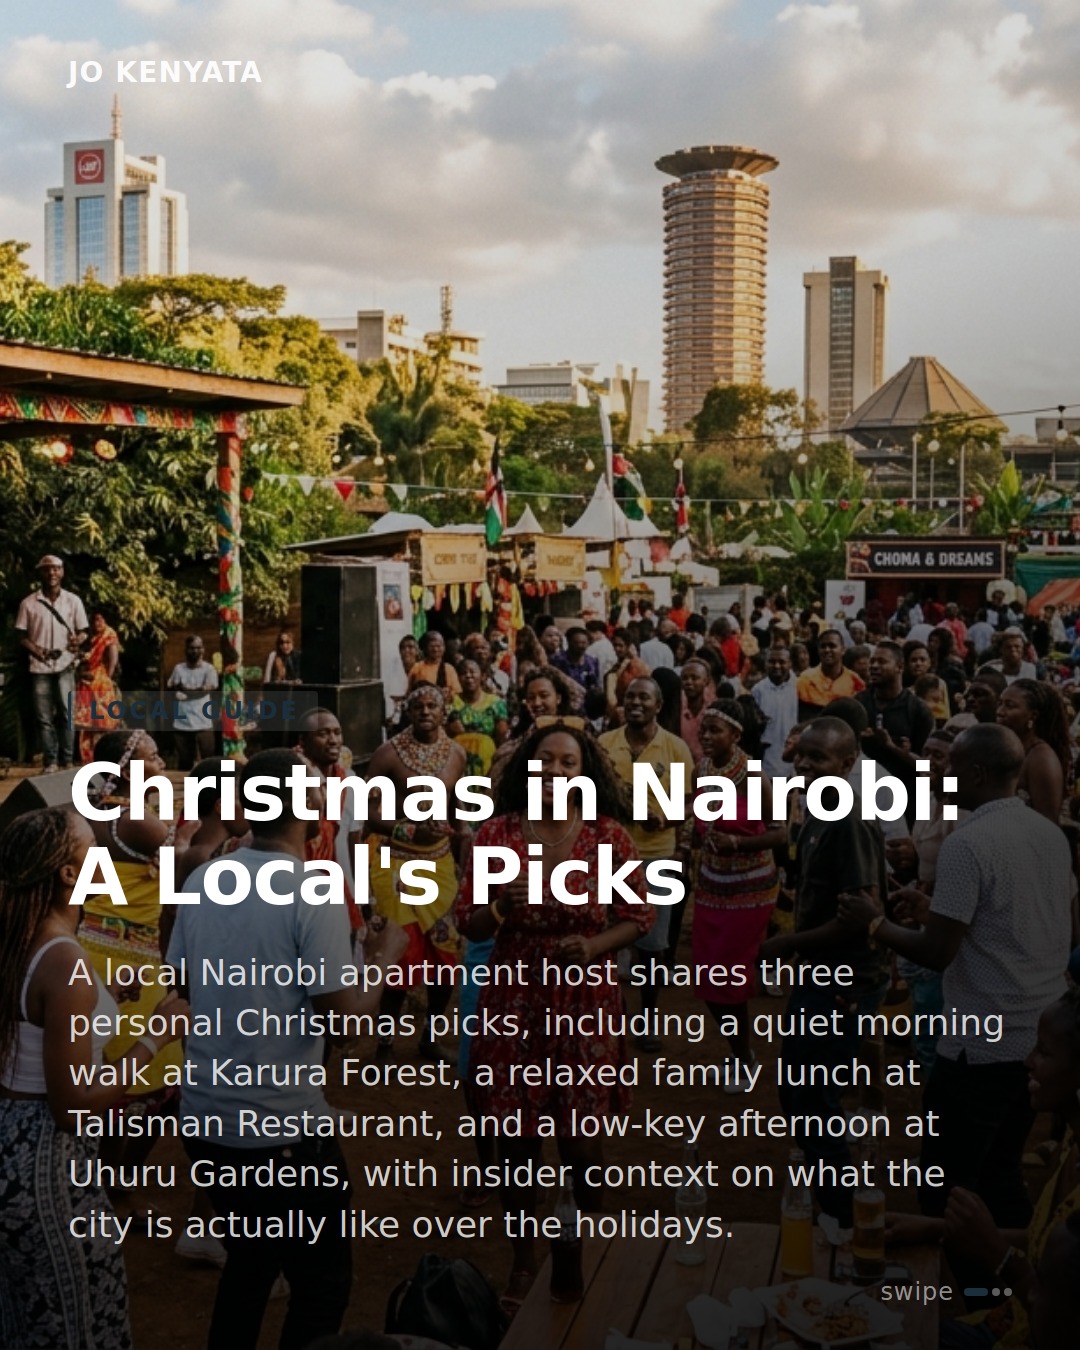 JO KENYATA
CHOMA & DREAMS
LOCAL GUIDE
Christmas in Nairobi:
A Local's Picks
A local Nairobi apartment host shares three
personal Christmas picks, including a quiet morning
walk at Karura Forest, a relaxed family lunch at
Talisman Restaurant, and a low-key afternoon at
Uhuru Gardens, with insider context on what the
city is actually like over the holidays.
swipe